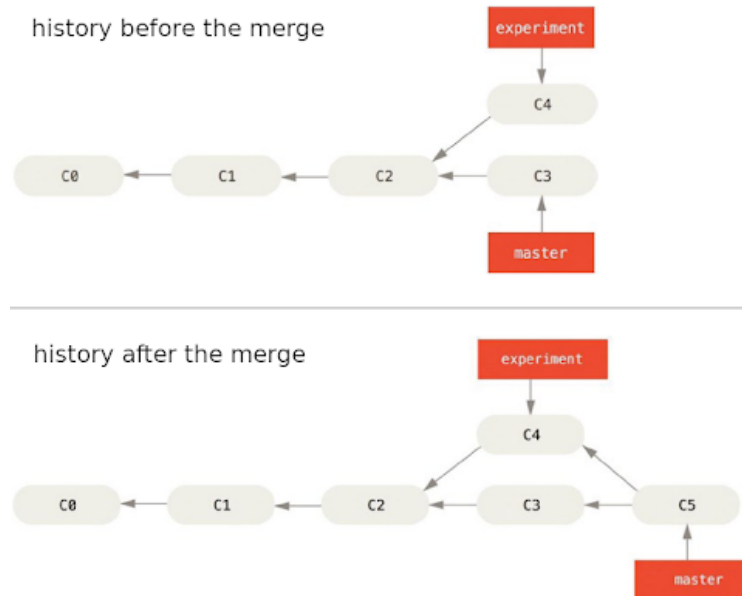 history before the merge
experiment
C4
C0 C1 C2 C3
master
history after the merge
experiment
C4
C0 C1 C2 C3 C5
master